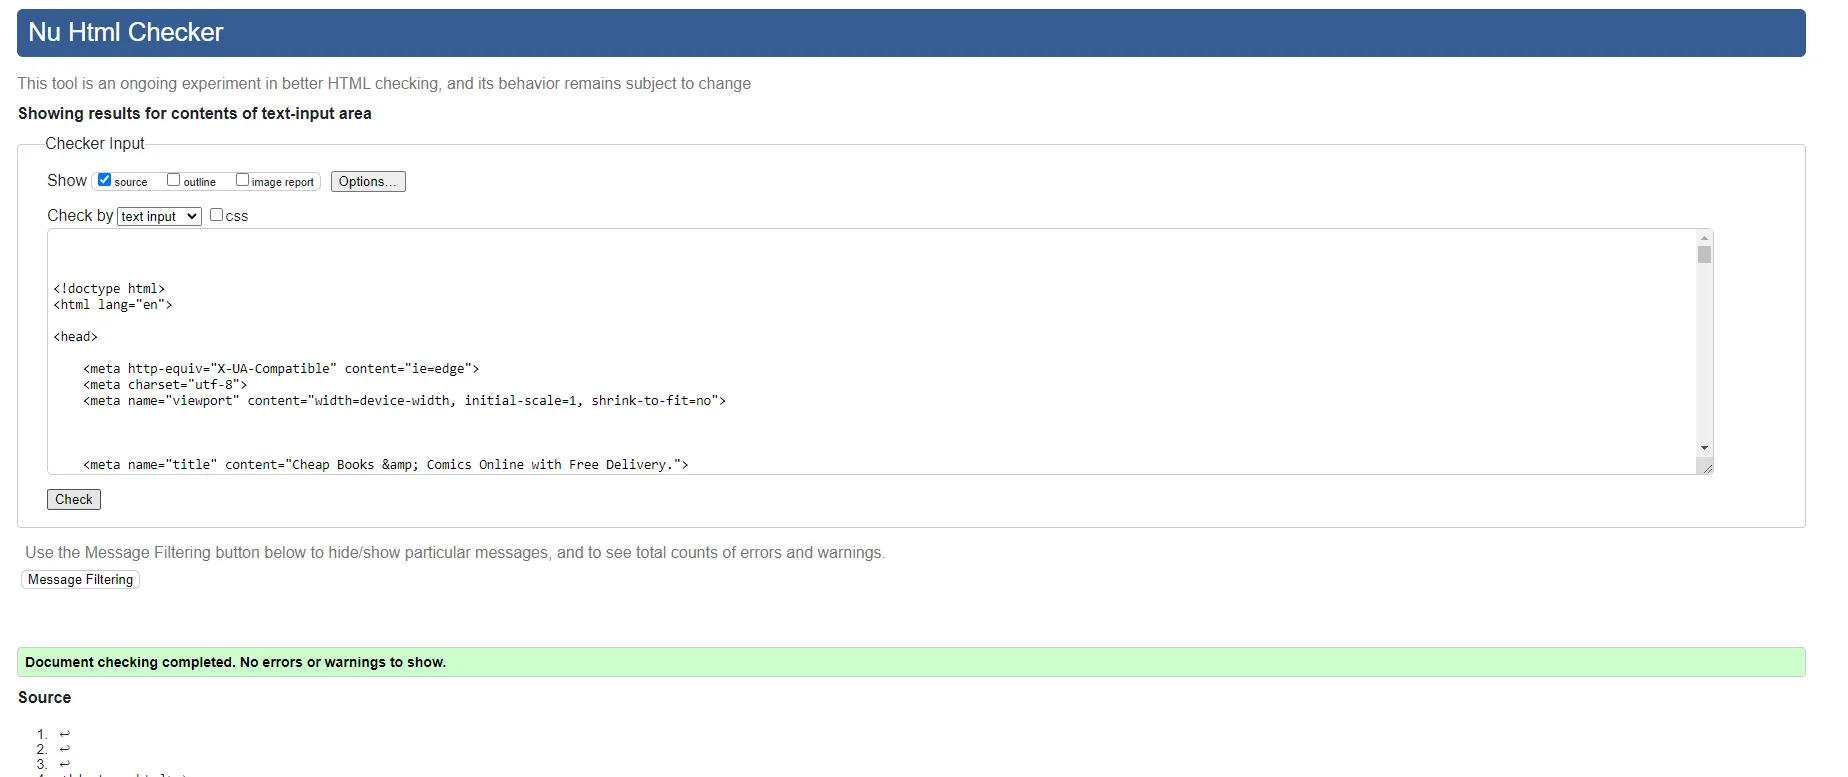 Nu Html Checker
This tool is an ongoing experiment in better HTML checking, and its behavior remains subject to change
Showing results for contents of text-input area
Checker Input
Show source outline image report Options...
Check by text input css
<!doctype html>
<html lang="en">
<head>
<meta http-equiv="X-UA-Compatible" content="ie=edge">
<meta charset="utf-8">
<meta name="viewport" content="width=device-width, initial-scale=1, shrink-to-fit=no">
<meta name="title" content="Cheap Books &amp; Comics Online with Free Delivery.">
Check
Use the Message Filtering button below to hide/show particular messages, and to see total counts of errors and warnings.
Message Filtering
Document checking completed. No errors or warnings to show.
Source
1. ↩
2. ↩
3. ↩